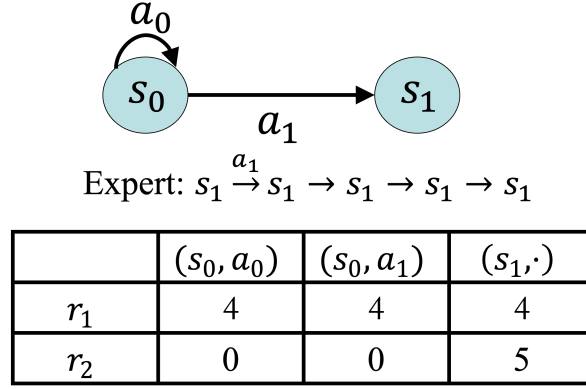 a₀
s₀ s₁
a₁
Expert: s₁ →a₁ s₁ → s₁ → s₁ → s₁
(s₀, a₀) (s₀, a₁) (s₁,·)
r₁ 4 4 4
r₂ 0 0 5